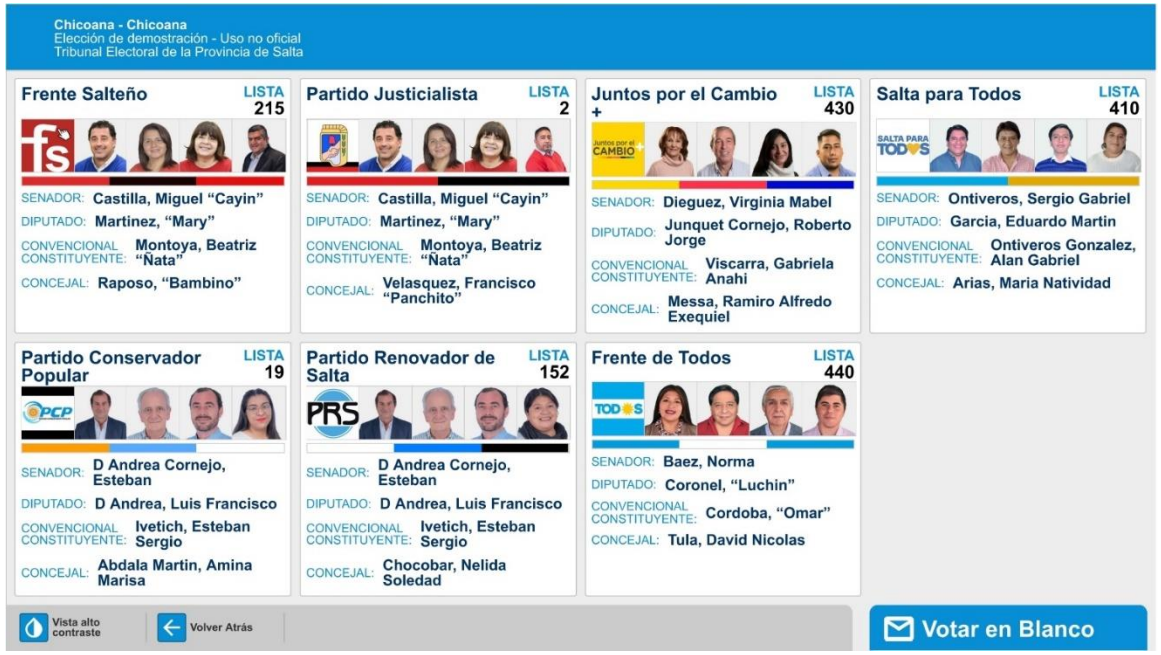 Chicoana - Chicoana
Elección de demostración - Uso no oficial
Tribunal Electoral de la Provincia de Salta
Frente Salteño
LISTA
215
fs
SENADOR: Castilla, Miguel “Cayin”
DIPUTADO: Martinez, “Mary”
CONVENCIONAL Montoya, Beatriz
CONSTITUYENTE: “Ñata”
CONCEJAL: Raposo, “Bambino”
Partido Justicialista
LISTA
2
SENADOR: Castilla, Miguel “Cayin”
DIPUTADO: Martinez, “Mary”
CONVENCIONAL Montoya, Beatriz
CONSTITUYENTE: “Ñata”
CONCEJAL: Velasquez, Francisco
“Panchito”
Juntos por el Cambio
+
LISTA
430
Juntos por el
CAMBIO+
SENADOR: Dieguez, Virginia Mabel
DIPUTADO: Junquet Cornejo, Roberto
Jorge
CONVENCIONAL Viscarra, Gabriela
CONSTITUYENTE: Anahi
CONCEJAL: Messa, Ramiro Alfredo
Exequiel
Salta para Todos
LISTA
410
SALTA PARA
TODOS
SENADOR: Ontiveros, Sergio Gabriel
DIPUTADO: Garcia, Eduardo Martin
CONVENCIONAL Ontiveros Gonzalez,
CONSTITUYENTE: Alan Gabriel
CONCEJAL: Arias, Maria Natividad
Partido Conservador
Popular
LISTA
19
PCP
SENADOR: D Andrea Cornejo,
Esteban
DIPUTADO: D Andrea, Luis Francisco
CONVENCIONAL Ivetich, Esteban
CONSTITUYENTE: Sergio
CONCEJAL: Abdala Martin, Amina
Marisa
Partido Renovador de
Salta
LISTA
152
PRS
SENADOR: D Andrea Cornejo,
Esteban
DIPUTADO: D Andrea, Luis Francisco
CONVENCIONAL Ivetich, Esteban
CONSTITUYENTE: Sergio
CONCEJAL: Chocobar, Nelida
Soledad
Frente de Todos
LISTA
440
TODOS
SENADOR: Baez, Norma
DIPUTADO: Coronel, “Luchin”
CONVENCIONAL
CONSTITUYENTE: Cordoba, “Omar”
CONCEJAL: Tula, David Nicolas
Vista alto
contraste
Volver Atrás
Votar en Blanco